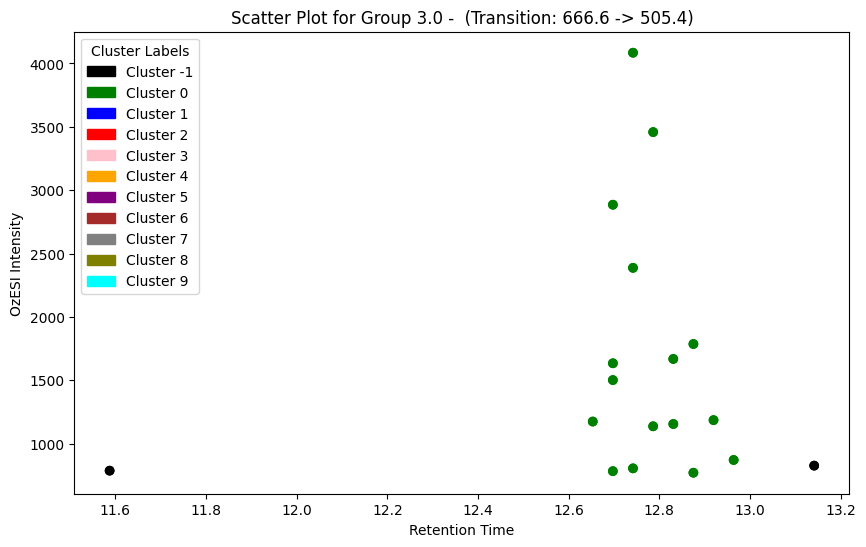 Scatter Plot for Group 3.0 -  (Transition: 666.6 -> 505.4)
Cluster Labels
Cluster -1
Cluster 0
Cluster 1
Cluster 2
Cluster 3
Cluster 4
Cluster 5
Cluster 6
Cluster 7
Cluster 8
Cluster 9
OzESI Intensity
4000
3500
3000
2500
2000
1500
1000
11.6 11.8 12.0 12.2 12.4 12.6 12.8 13.0 13.2
Retention Time